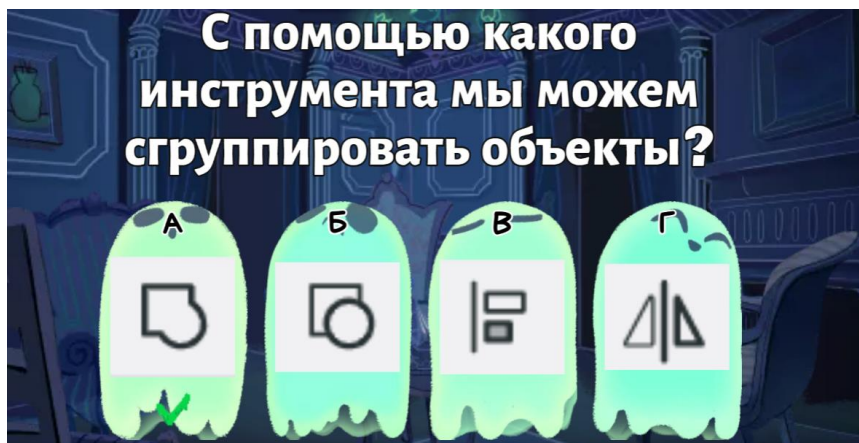 С помощью какого
инструмента мы можем
сгруппировать объекты?
А
Б
В
Г